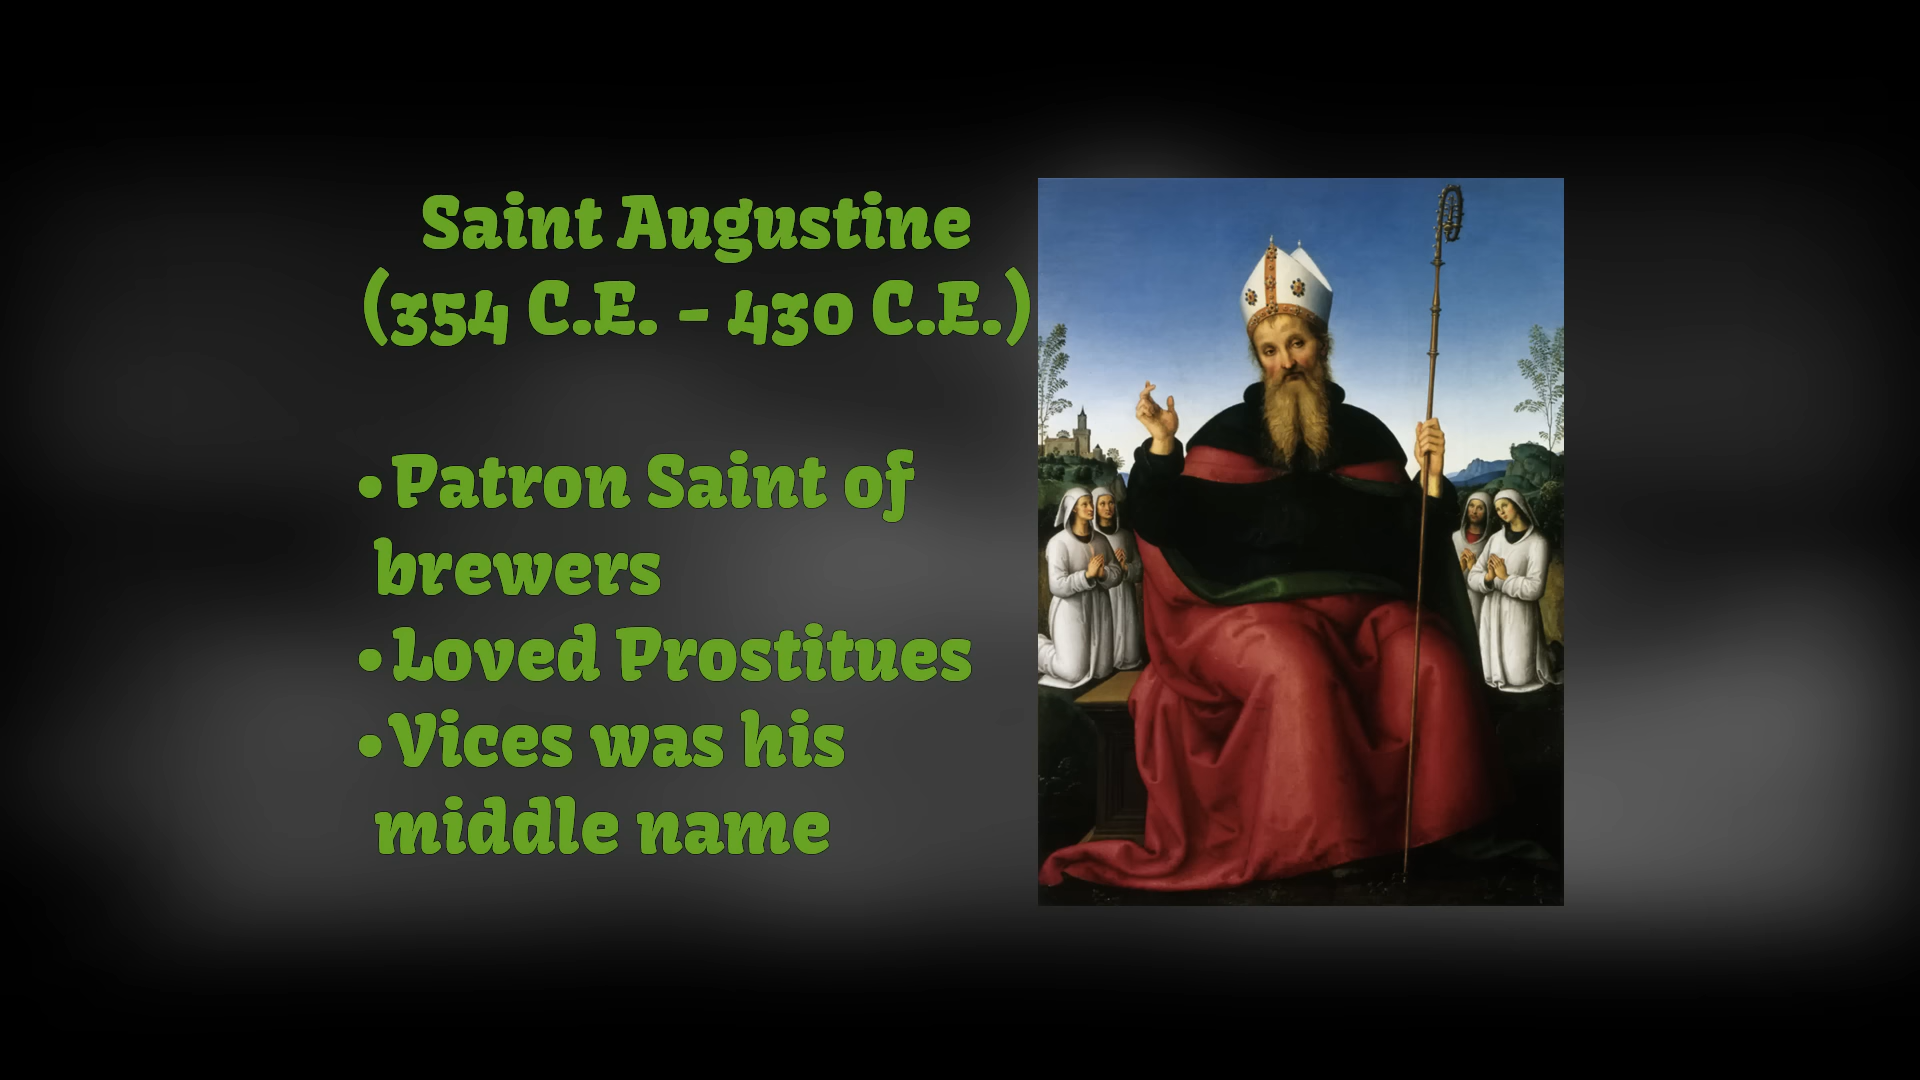 Saint Augustine
(354 C.E. - 430 C.E.)
•Patron Saint of
brewers
•Loved Prostitues
•Vices was his
middle name